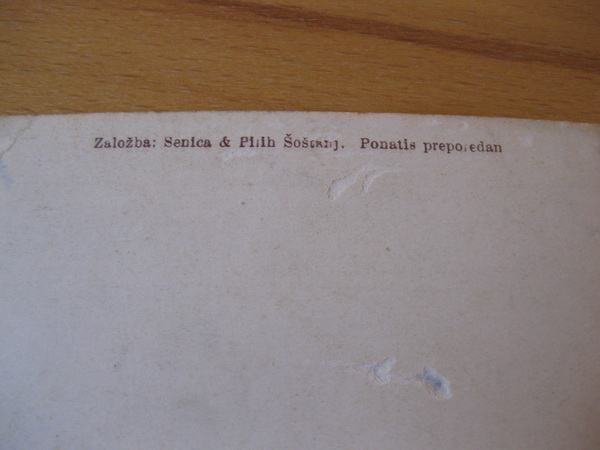 Založba: Senica & Pilih Šoštanj. Ponatis prepovedan